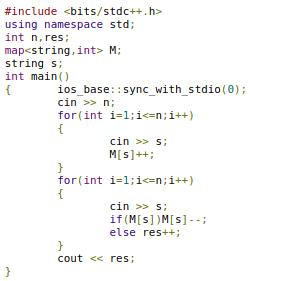 #include <bits/stdc++.h>
using namespace std;
int n,res;
map<string,int> M;
string s;
int main()
{       ios_base::sync_with_stdio(0);
        cin >> n;
        for(int i=1;i<=n;i++)
        {
                cin >> s;
                M[s]++;
        }
        for(int i=1;i<=n;i++)
        {
                cin >> s;
                if(M[s])M[s]--;
                else res++;
        }
        cout << res;
}